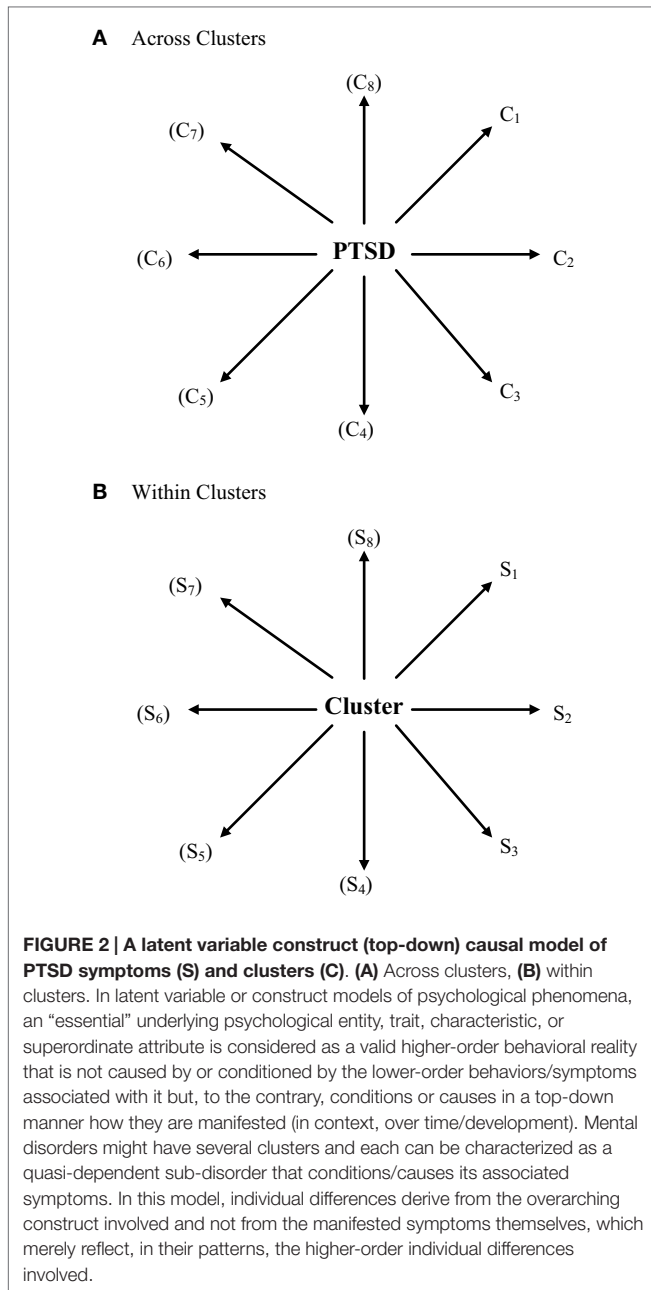 A Across Clusters
(C8)
(C7)
C1
(C6)
PTSD
C2
(C5)
C3
(C4)
B Within Clusters
(S8)
(S7)
S1
(S6)
Cluster
S2
(S5)
S3
(S4)
FIGURE 2 | A latent variable construct (top-down) causal model of
PTSD symptoms (S) and clusters (C). (A) Across clusters, (B) within
clusters. In latent variable or construct models of psychological phenomena,
an “essential” underlying psychological entity, trait, characteristic, or
superordinate attribute is considered as a valid higher-order behavioral reality
that is not caused by or conditioned by the lower-order behaviors/symptoms
associated with it but, to the contrary, conditions or causes in a top-down
manner how they are manifested (in context, over time/development). Mental
disorders might have several clusters and each can be characterized as a
quasi-dependent sub-disorder that conditions/causes its associated
symptoms. In this model, individual differences derive from the overarching
construct involved and not from the manifested symptoms themselves, which
merely reflect, in their patterns, the higher-order individual differences
involved.